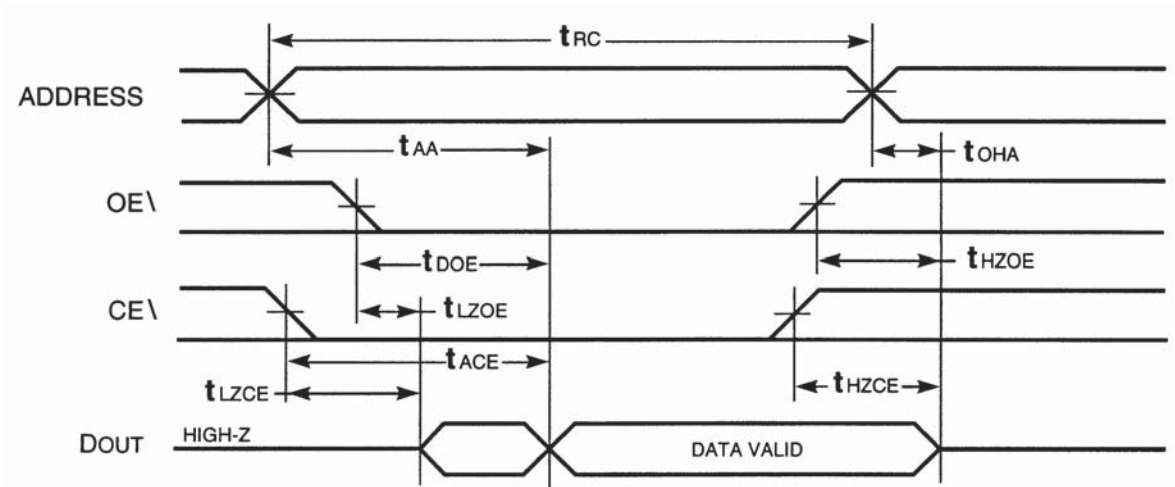 tRC
ADDRESS
tAA
tOHA
OE\
tDOE
tHZOE
CE\
tLZOE
tACE
tLZCE
tHZCE
DOUT
HIGH-Z
DATA VALID